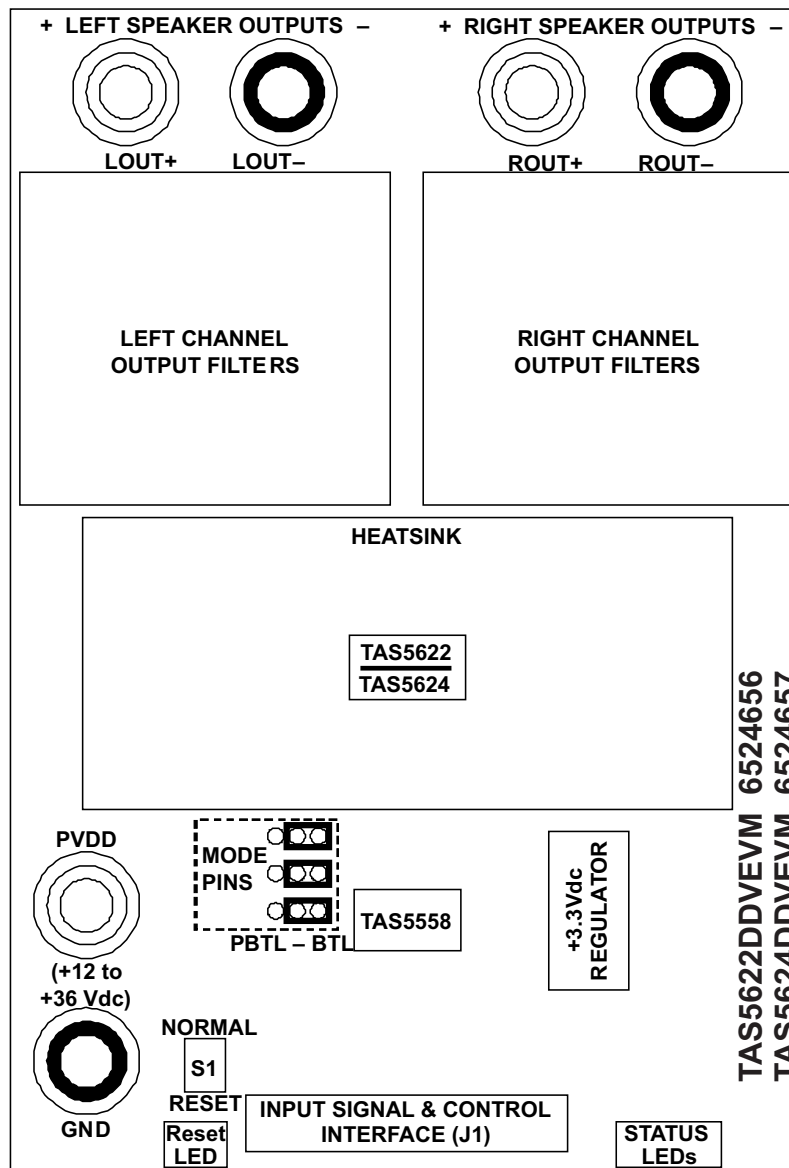 + LEFT SPEAKER OUTPUTS –
+ RIGHT SPEAKER OUTPUTS –
LOUT+
LOUT–
ROUT+
ROUT–
LEFT CHANNEL
OUTPUT FILTERS
RIGHT CHANNEL
OUTPUT FILTERS
HEATSINK
TAS5622
TAS5624
TAS5622DDVEVM 6524656
TAS5624DDVEVM 6524657
PVDD
(+12 to
+36 Vdc)
MODE
PINS
PBTL – BTL
TAS5558
+3.3Vdc
REGULATOR
GND
NORMAL
S1
RESET
Reset
LED
INPUT SIGNAL & CONTROL
INTERFACE (J1)
STATUS
LEDs